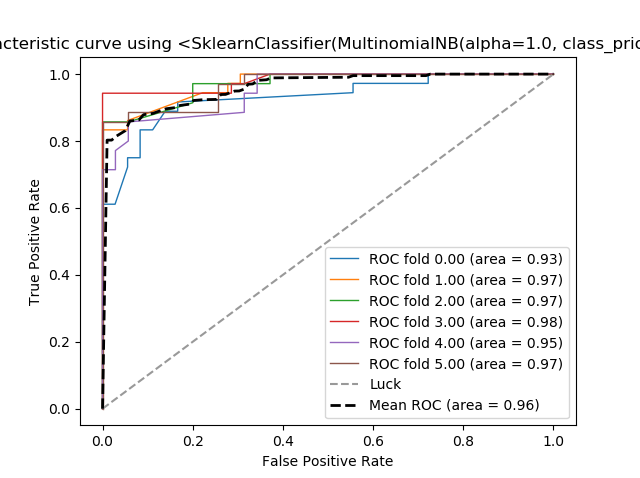 cteristic curve using <SklearnClassifier(MultinomialNB(alpha=1.0, class_prio
1.0
0.8
0.6
0.4
0.2
0.0
True Positive Rate
ROC fold 0.00 (area = 0.93)
ROC fold 1.00 (area = 0.97)
ROC fold 2.00 (area = 0.97)
ROC fold 3.00 (area = 0.98)
ROC fold 4.00 (area = 0.95)
ROC fold 5.00 (area = 0.97)
Luck
Mean ROC (area = 0.96)
0.0 0.2 0.4 0.6 0.8 1.0
False Positive Rate